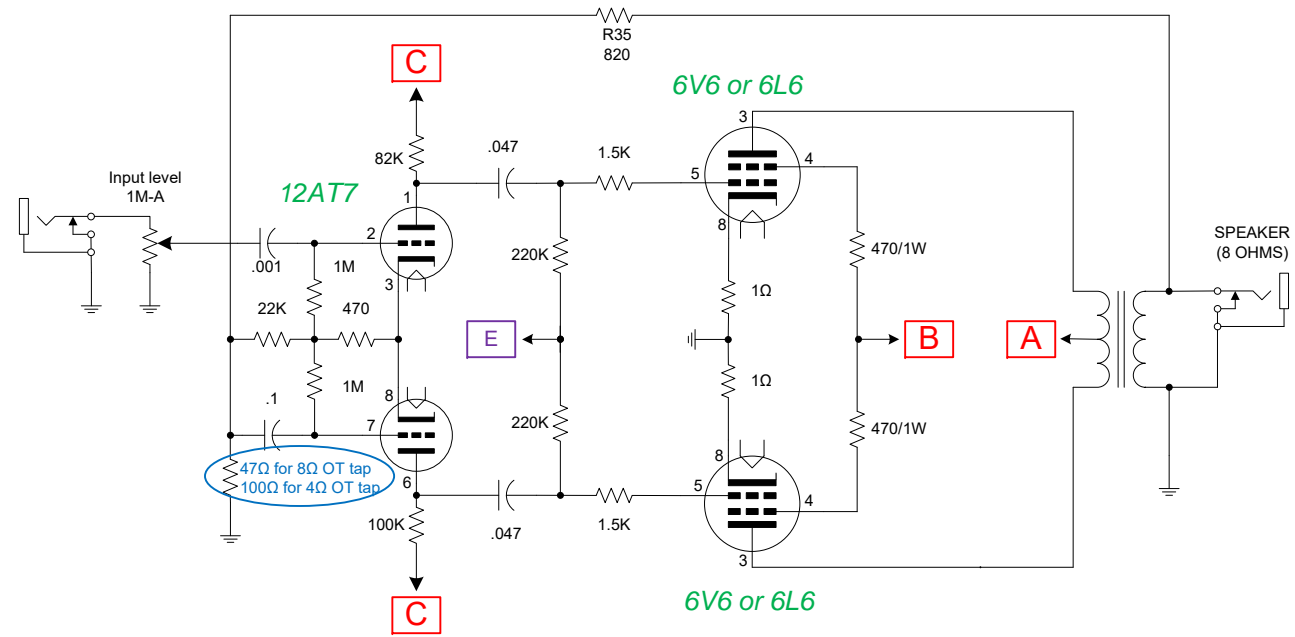 R35
820
C
6V6 or 6L6
3
82K
.047
1.5K
4
5
Input level
1M-A
12AT7
1
2
8
SPEAKER
(8 OHMS)
220K
470/1W
.001
1M
3
1Ω
22K
470
E
B
A
1M
1Ω
8
.1
7
220K
470/1W
47Ω for 8Ω OT tap
100Ω for 4Ω OT tap
8
6
5
4
100K
.047
1.5K
3
C
6V6 or 6L6